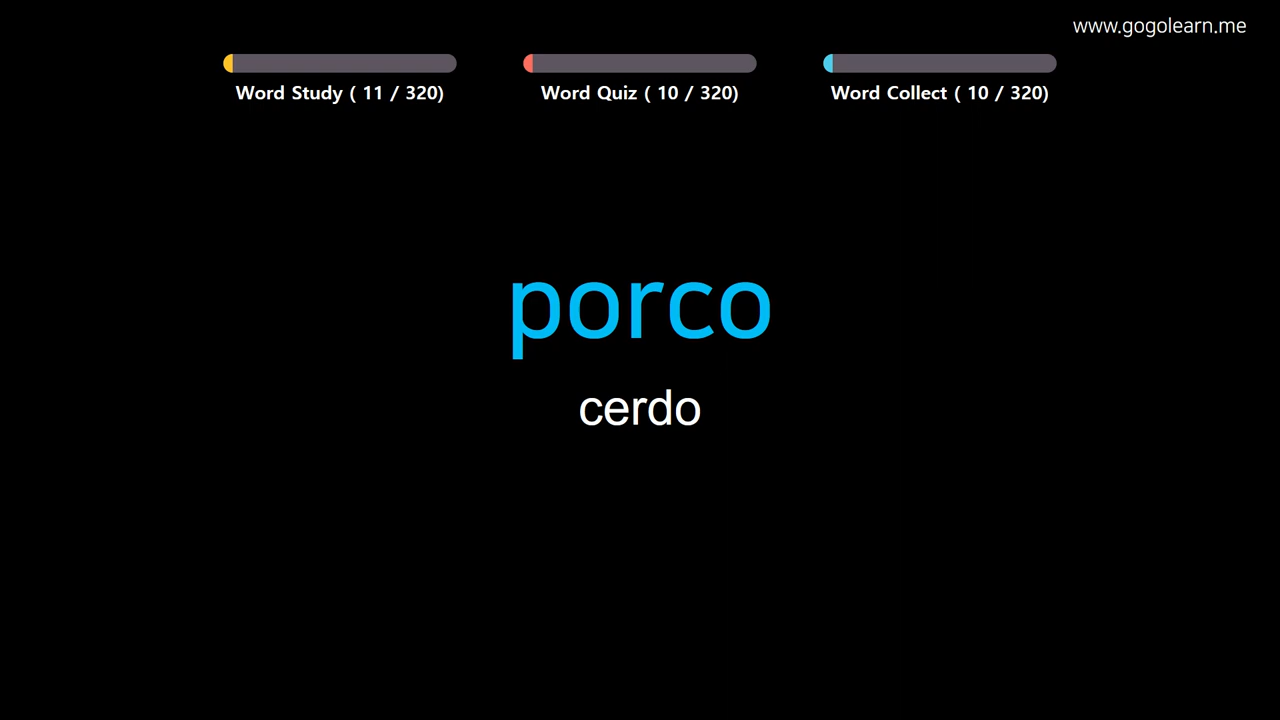 www.gogolearn.me
Word Study ( 11 / 320)
Word Quiz ( 10 / 320)
Word Collect ( 10 / 320)
porco
cerdo